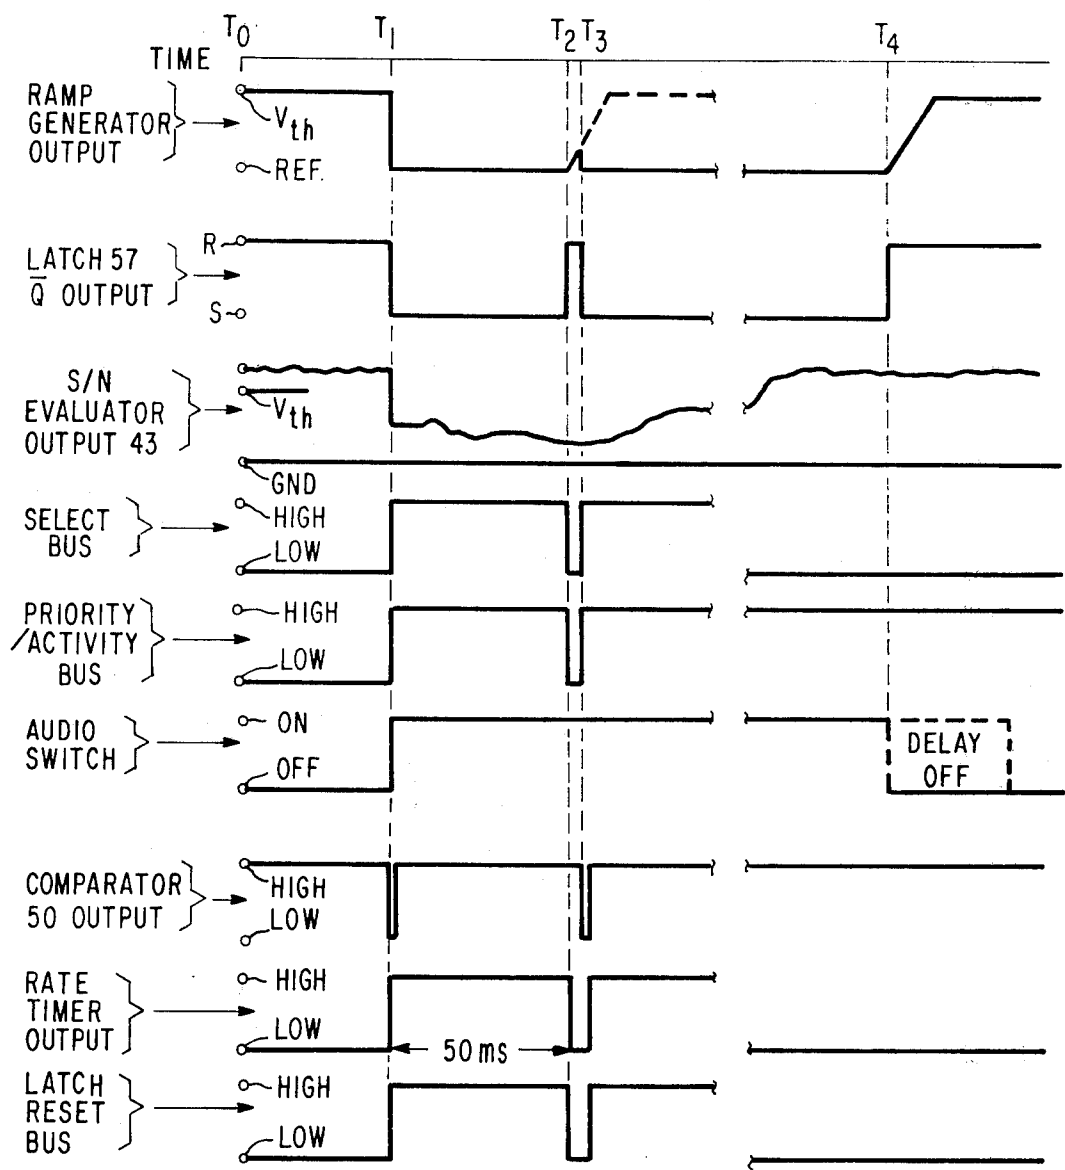 T0 T1 T2 T3 T4
TIME
RAMP
GENERATOR
OUTPUT
Vth
REF.
LATCH 57
Q̅ OUTPUT
R
S
S/N
EVALUATOR
OUTPUT 43
Vth
GND
SELECT
BUS
HIGH
LOW
PRIORITY
/ACTIVITY
BUS
HIGH
LOW
AUDIO
SWITCH
ON
OFF
DELAY
OFF
COMPARATOR
50 OUTPUT
HIGH
LOW
RATE
TIMER
OUTPUT
HIGH
LOW
50 ms
LATCH
RESET
BUS
HIGH
LOW